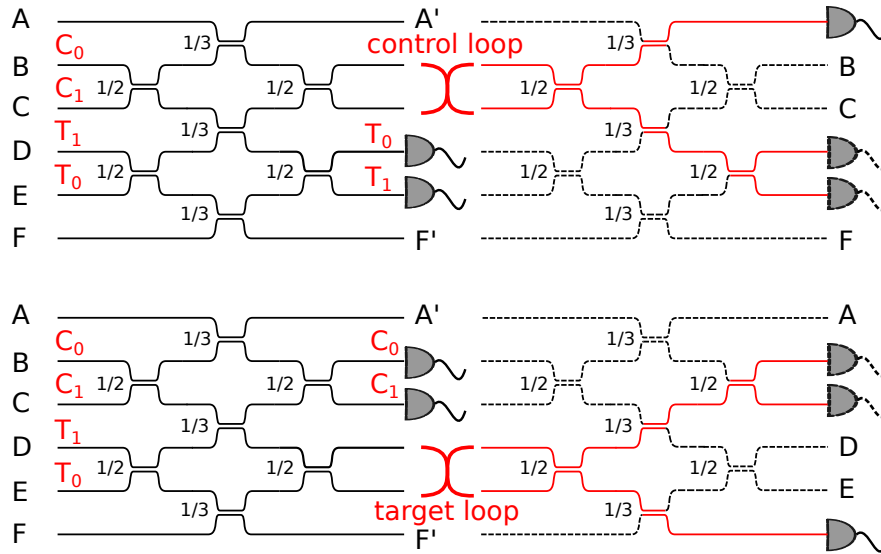 A A'
C₀ 1/3 control loop 1/3
B B
C₁ 1/2 1/2 1/2 1/2
C C
T₁ 1/3 T₀ 1/3
D
T₀ 1/2 1/2 T₁ 1/2 1/2
E
1/3 1/3
F F' F
A A' A
C₀ 1/3 C₀ 1/3
B
C₁ 1/2 1/2 C₁ 1/2 1/2
C
T₁ 1/3 1/3
D D
T₀ 1/2 1/2 1/2 1/2
E E
1/3 target loop 1/3
F F'